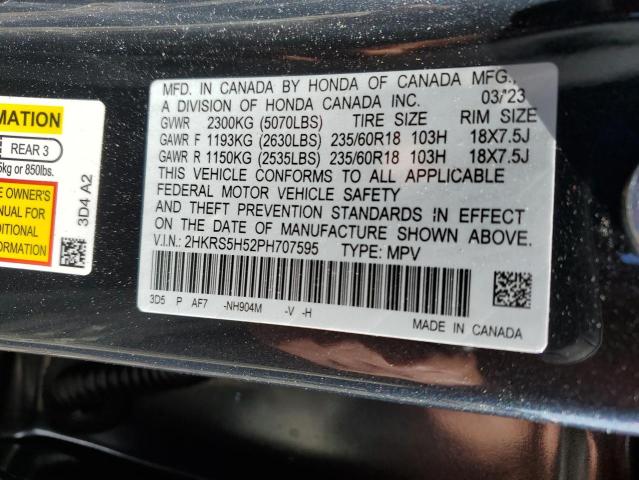 MFD. IN CANADA BY HONDA OF CANADA MFG.,
A DIVISION OF HONDA CANADA INC. 03/23
GVWR 2300KG (5070LBS) TIRE SIZE RIM SIZE
GAWR F 1193KG (2630LBS) 235/60R18 103H 18X7.5J
GAWR R 1150KG (2535LBS) 235/60R18 103H 18X7.5J
THIS VEHICLE CONFORMS TO ALL APPLICABLE
FEDERAL MOTOR VEHICLE SAFETY
AND THEFT PREVENTION STANDARDS IN EFFECT
ON THE DATE OF MANUFACTURE SHOWN ABOVE.
V.I.N.: 2HKRS5H52PH707595 TYPE: MPV
3D5 P AF7 -NH904M -V -H
MADE IN CANADA
MATION
REAR 3
5kg or 850lbs.
E OWNER'S
ANUAL FOR
DITIONAL
FORMATION
3D4 A2